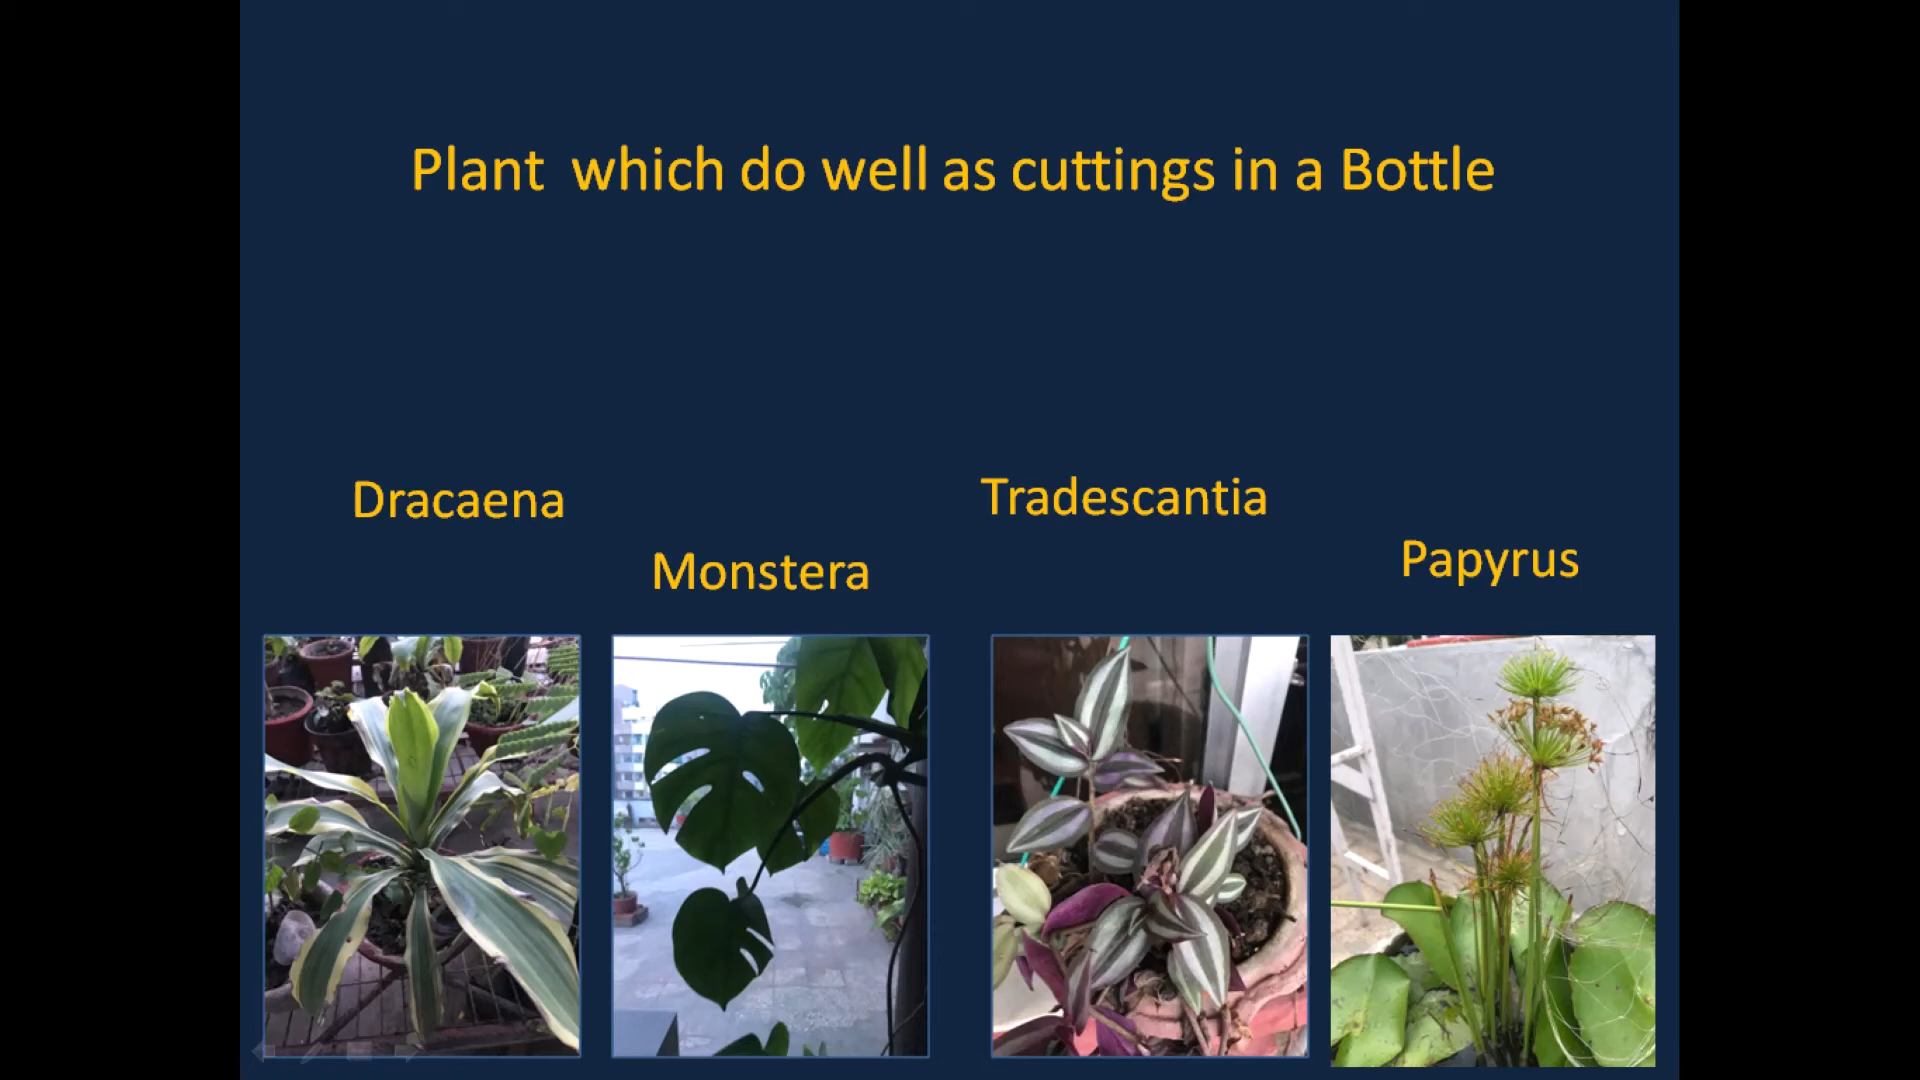 Plant  which do well as cuttings in a Bottle
Dracaena
Monstera
Tradescantia
Papyrus